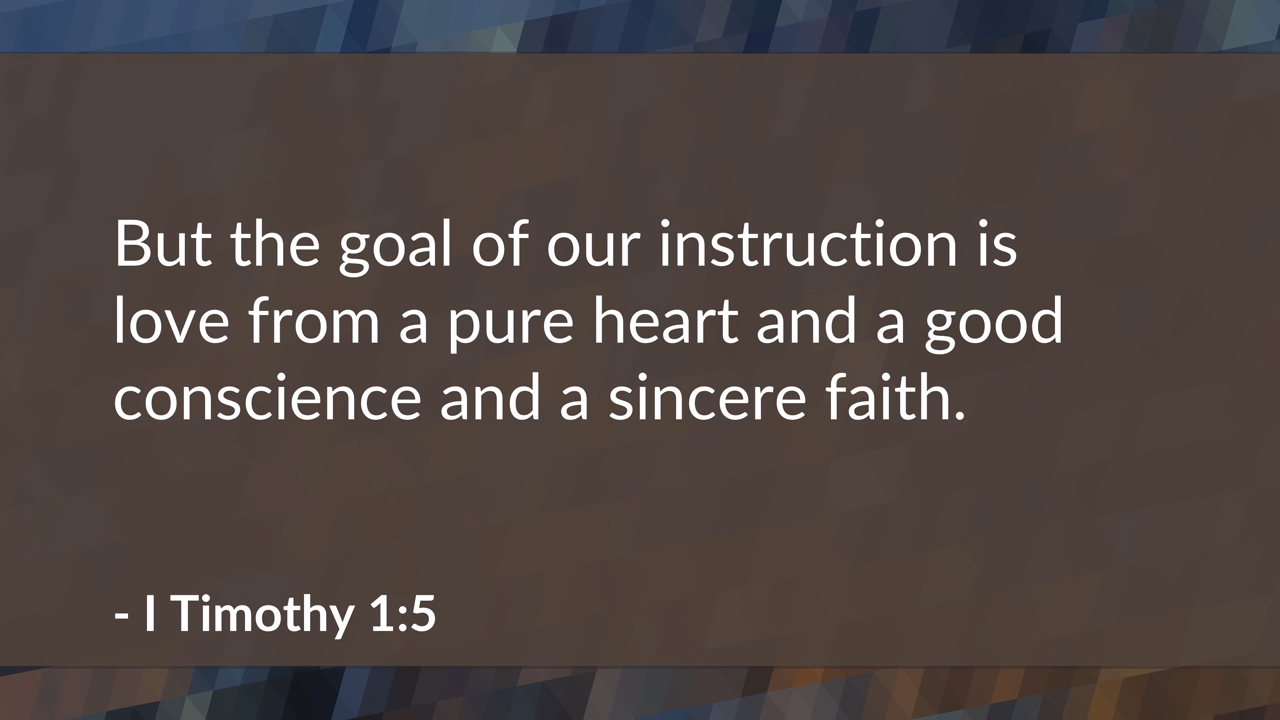 But the goal of our instruction is
love from a pure heart and a good
conscience and a sincere faith.
- I Timothy 1:5